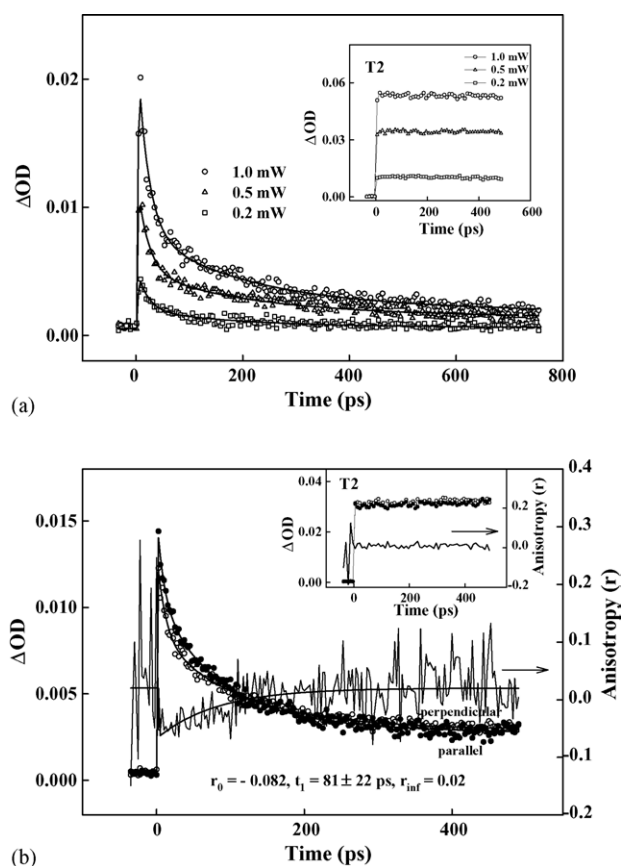 T2
1.0 mW
0.5 mW
0.2 mW
0.06
0.03
0.00
ΔOD
0 200 400 600
Time (ps)
0.02
0.01
0.00
ΔOD
1.0 mW
0.5 mW
0.2 mW
0 200 400 600 800
Time (ps)
(a)
T2
0.04
0.02
0.00
ΔOD
0.2
0.0
0.2
Anisotropy (r)
0 200 400
Time (ps)
0.015
0.010
0.005
0.000
ΔOD
0.4
0.3
0.2
0.1
0.0
-0.1
-0.2
Anisotropy (r)
perpendicular
parallel
r0 = - 0.082, t1 = 81 ± 22 ps, rinf = 0.02
0 200 400
Time (ps)
(b)